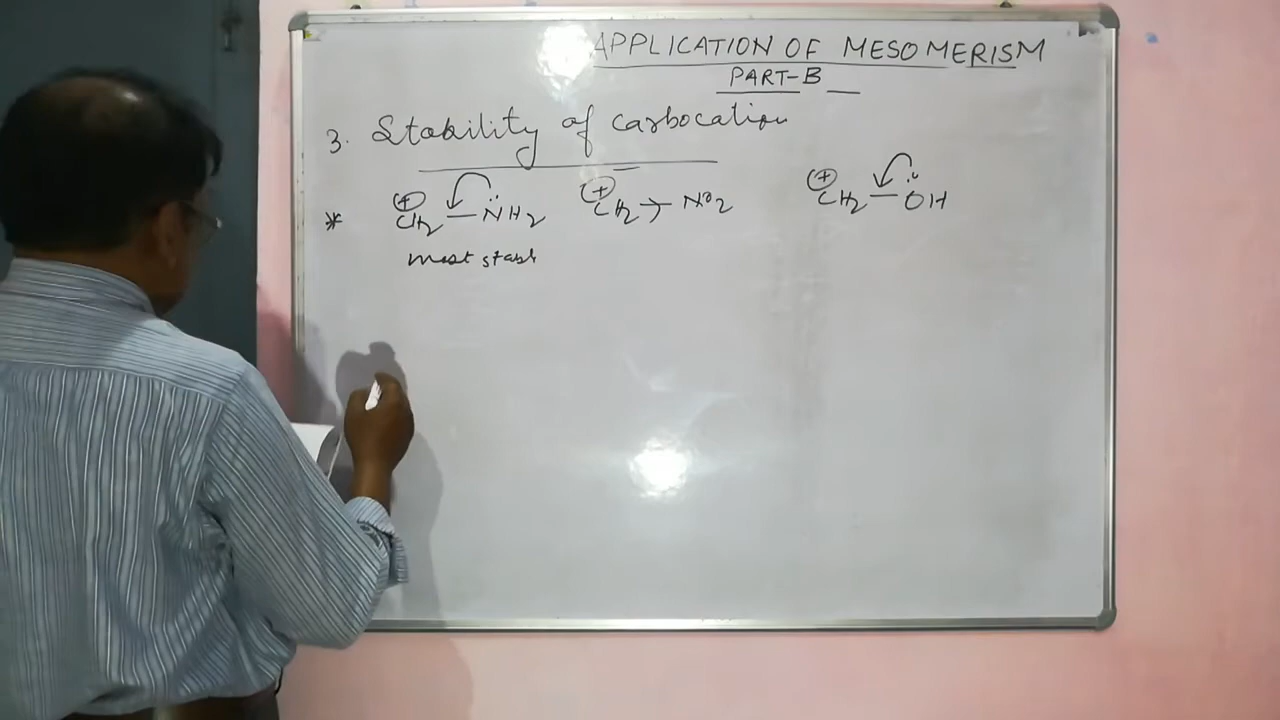 APPLICATION OF MESOMERISM
PART-B
3. Stability of carbocation
* ⊕CH2 — N̈H2 ⊕CH2 → NO2 ⊕CH2 — ÖH
most stabl